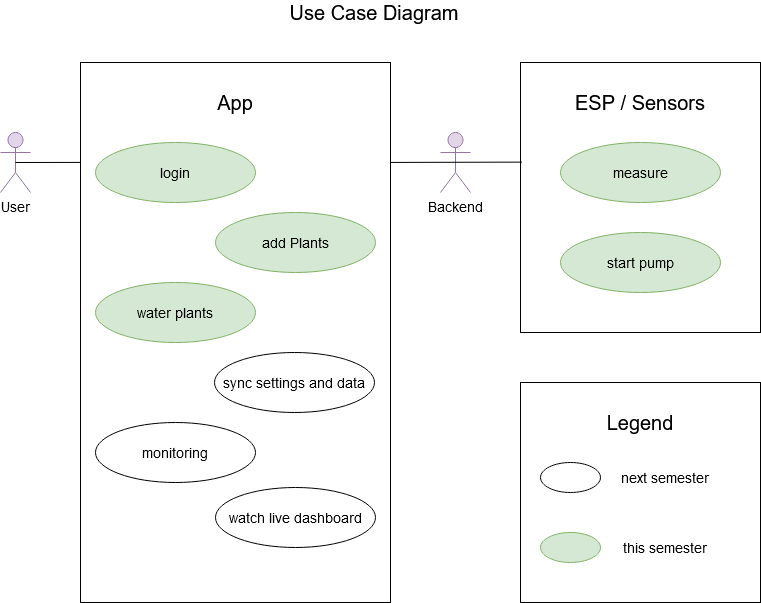 Use Case Diagram
App
login
add Plants
water plants
sync settings and data
monitoring
watch live dashboard
User
Backend
ESP / Sensors
measure
start pump
Legend
next semester
this semester